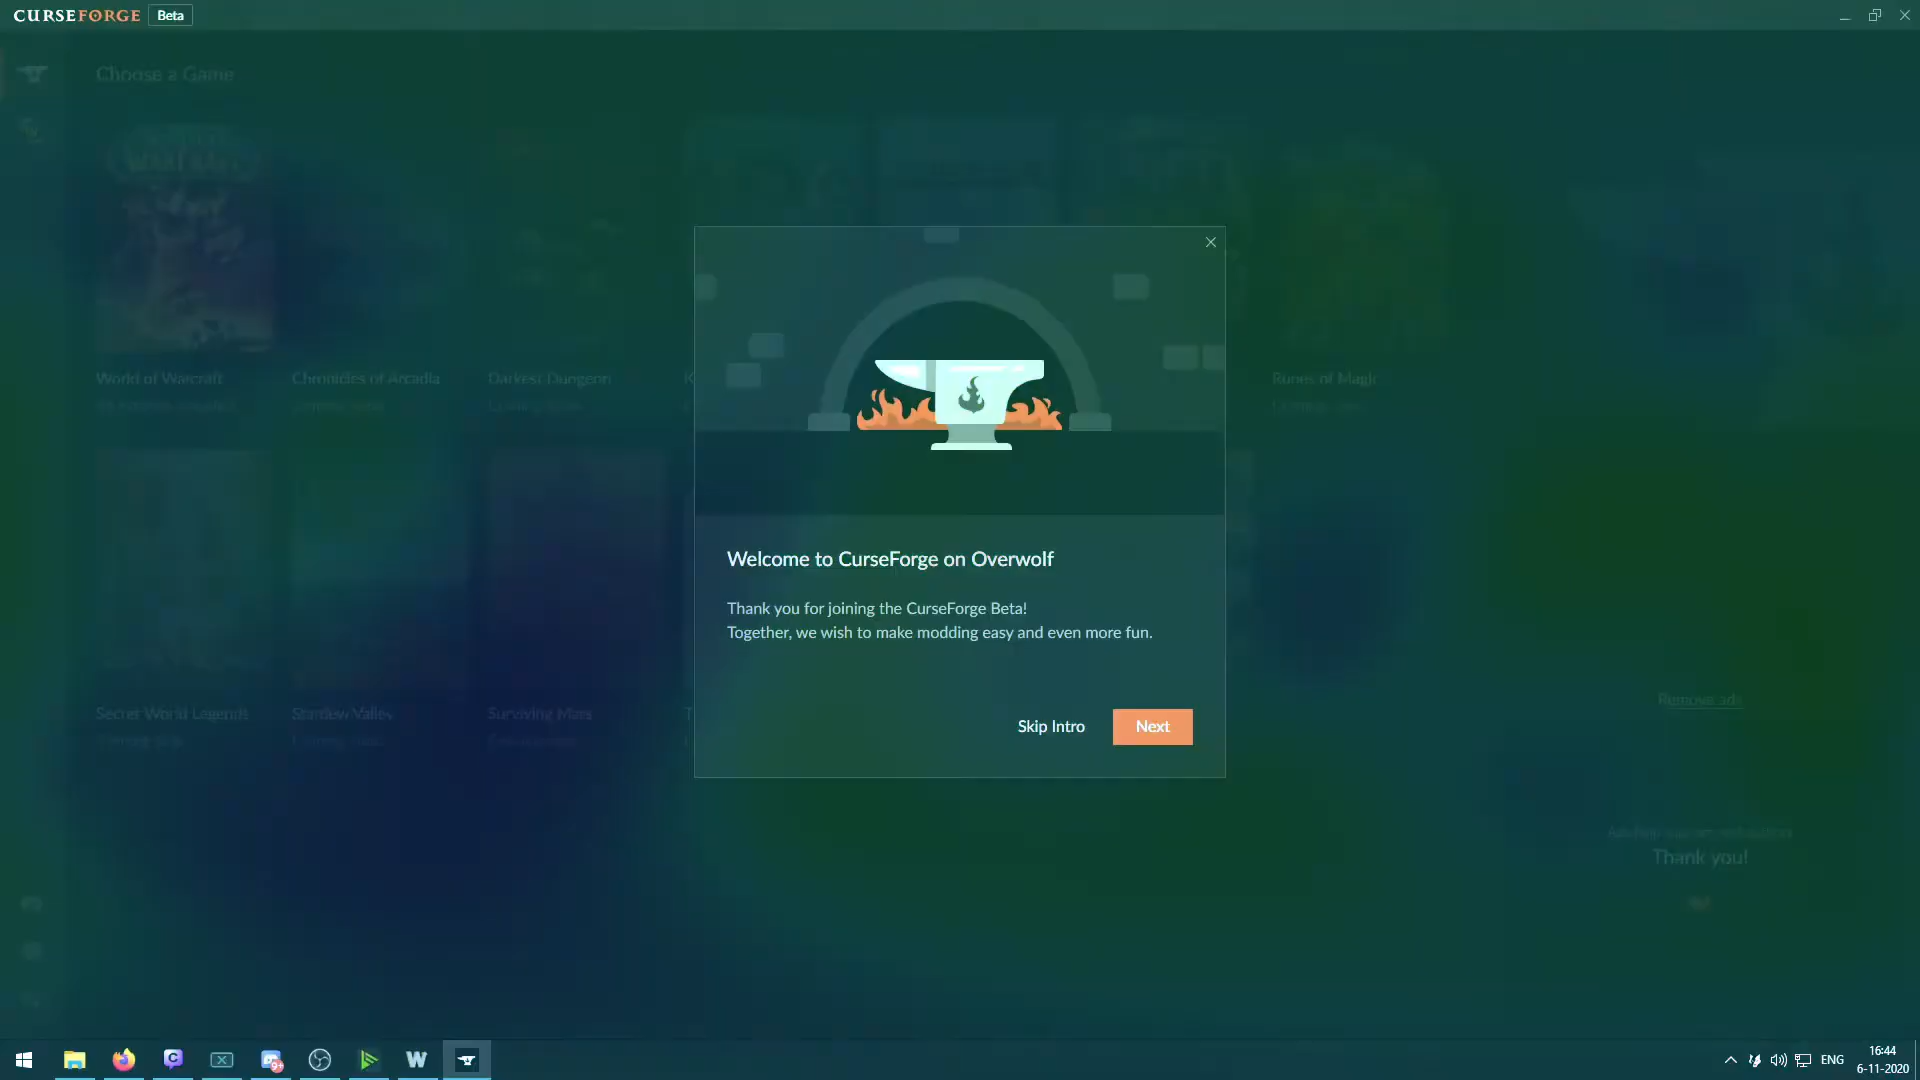 CURSEFORGE Beta
Choose a Game
World of Warcraft
Chronicles of Arcadia
Darkest Dungeon
K
Runes of Magic
Welcome to CurseForge on Overwolf
Thank you for joining the CurseForge Beta!
Together, we wish to make modding easy and even more fun.
Secret World Legends
Stardew Valley
Surviving Mars
T
Remove ads
Skip Intro
Next
Thank you!
9+
W
ENG
16:44
6-11-2020